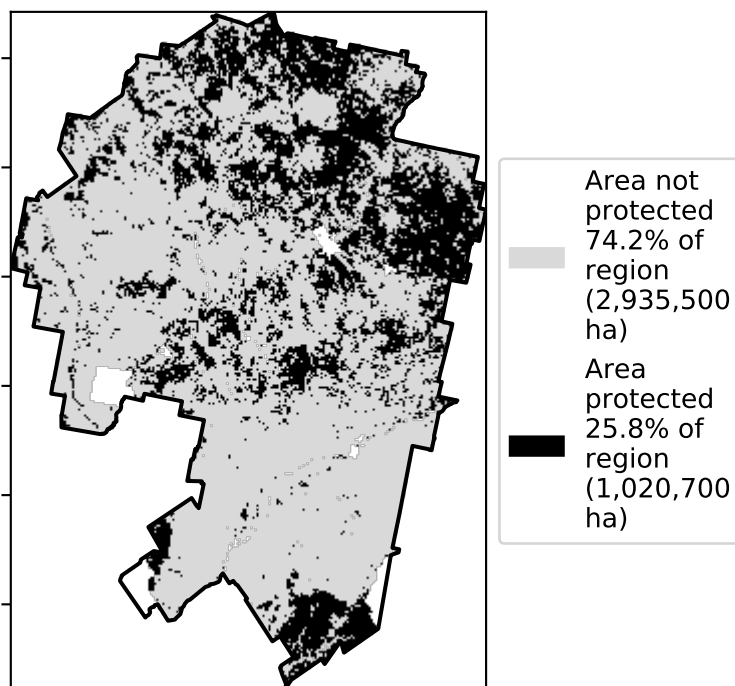 Area not
protected
74.2% of
region
(2,935,500
ha)
Area
protected
25.8% of
region
(1,020,700
ha)